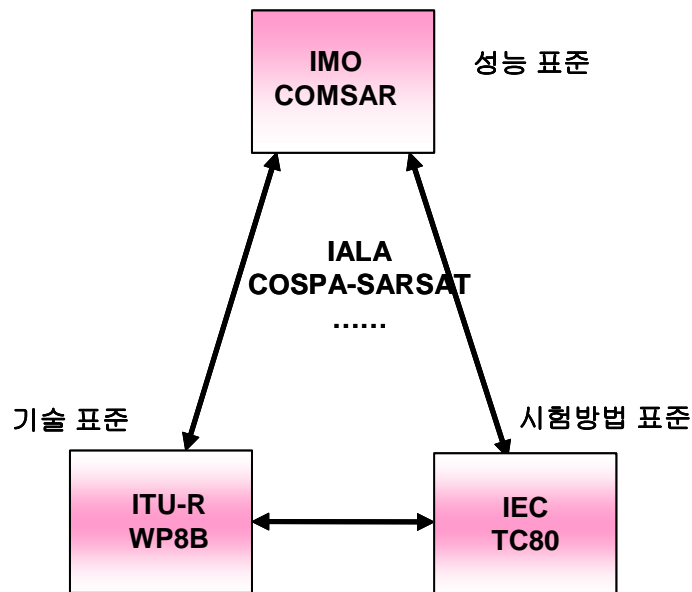 IMO
COMSAR
성능 표준
IALA
COSPA-SARSAT
......
기술 표준
시험방법 표준
ITU-R
WP8B
IEC
TC80